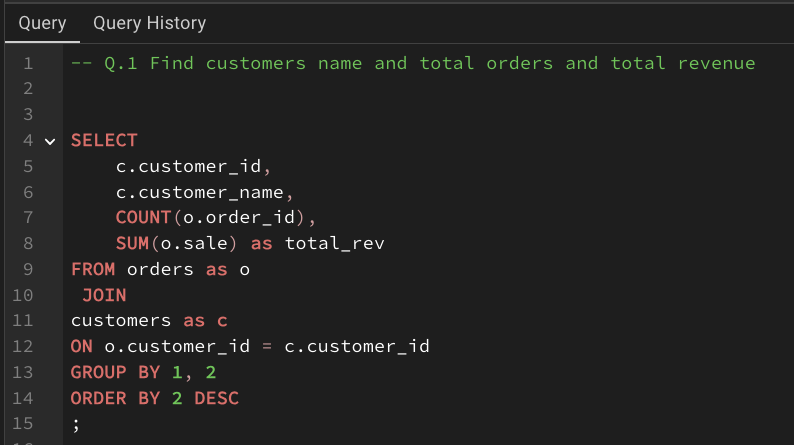 Query Query History
1 -- Q.1 Find customers name and total orders and total revenue
2
3
4 SELECT
5 c.customer_id,
6 c.customer_name,
7 COUNT(o.order_id),
8 SUM(o.sale) as total_rev
9 FROM orders as o
10 JOIN
11 customers as c
12 ON o.customer_id = c.customer_id
13 GROUP BY 1, 2
14 ORDER BY 2 DESC
15 ;